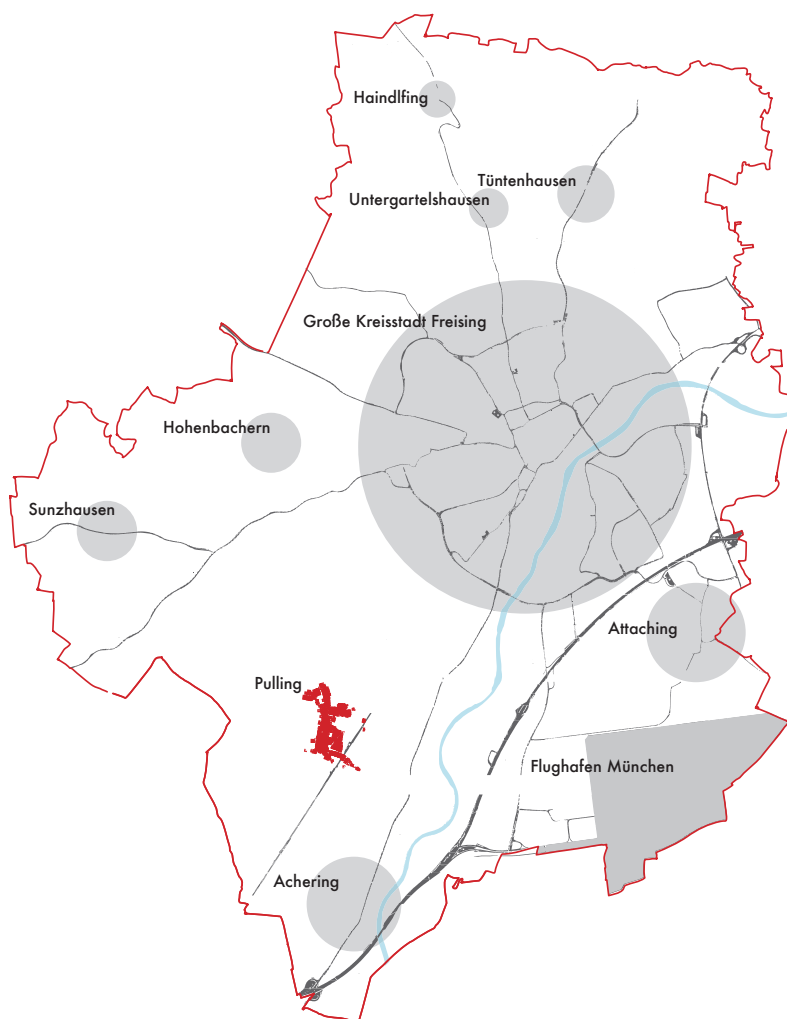 Haindlfing
Tüntenhausen
Untergartelshausen
Große Kreisstadt Freising
Hohenbachern
Sunzhausen
Attaching
Pulling
Flughafen München
Achering